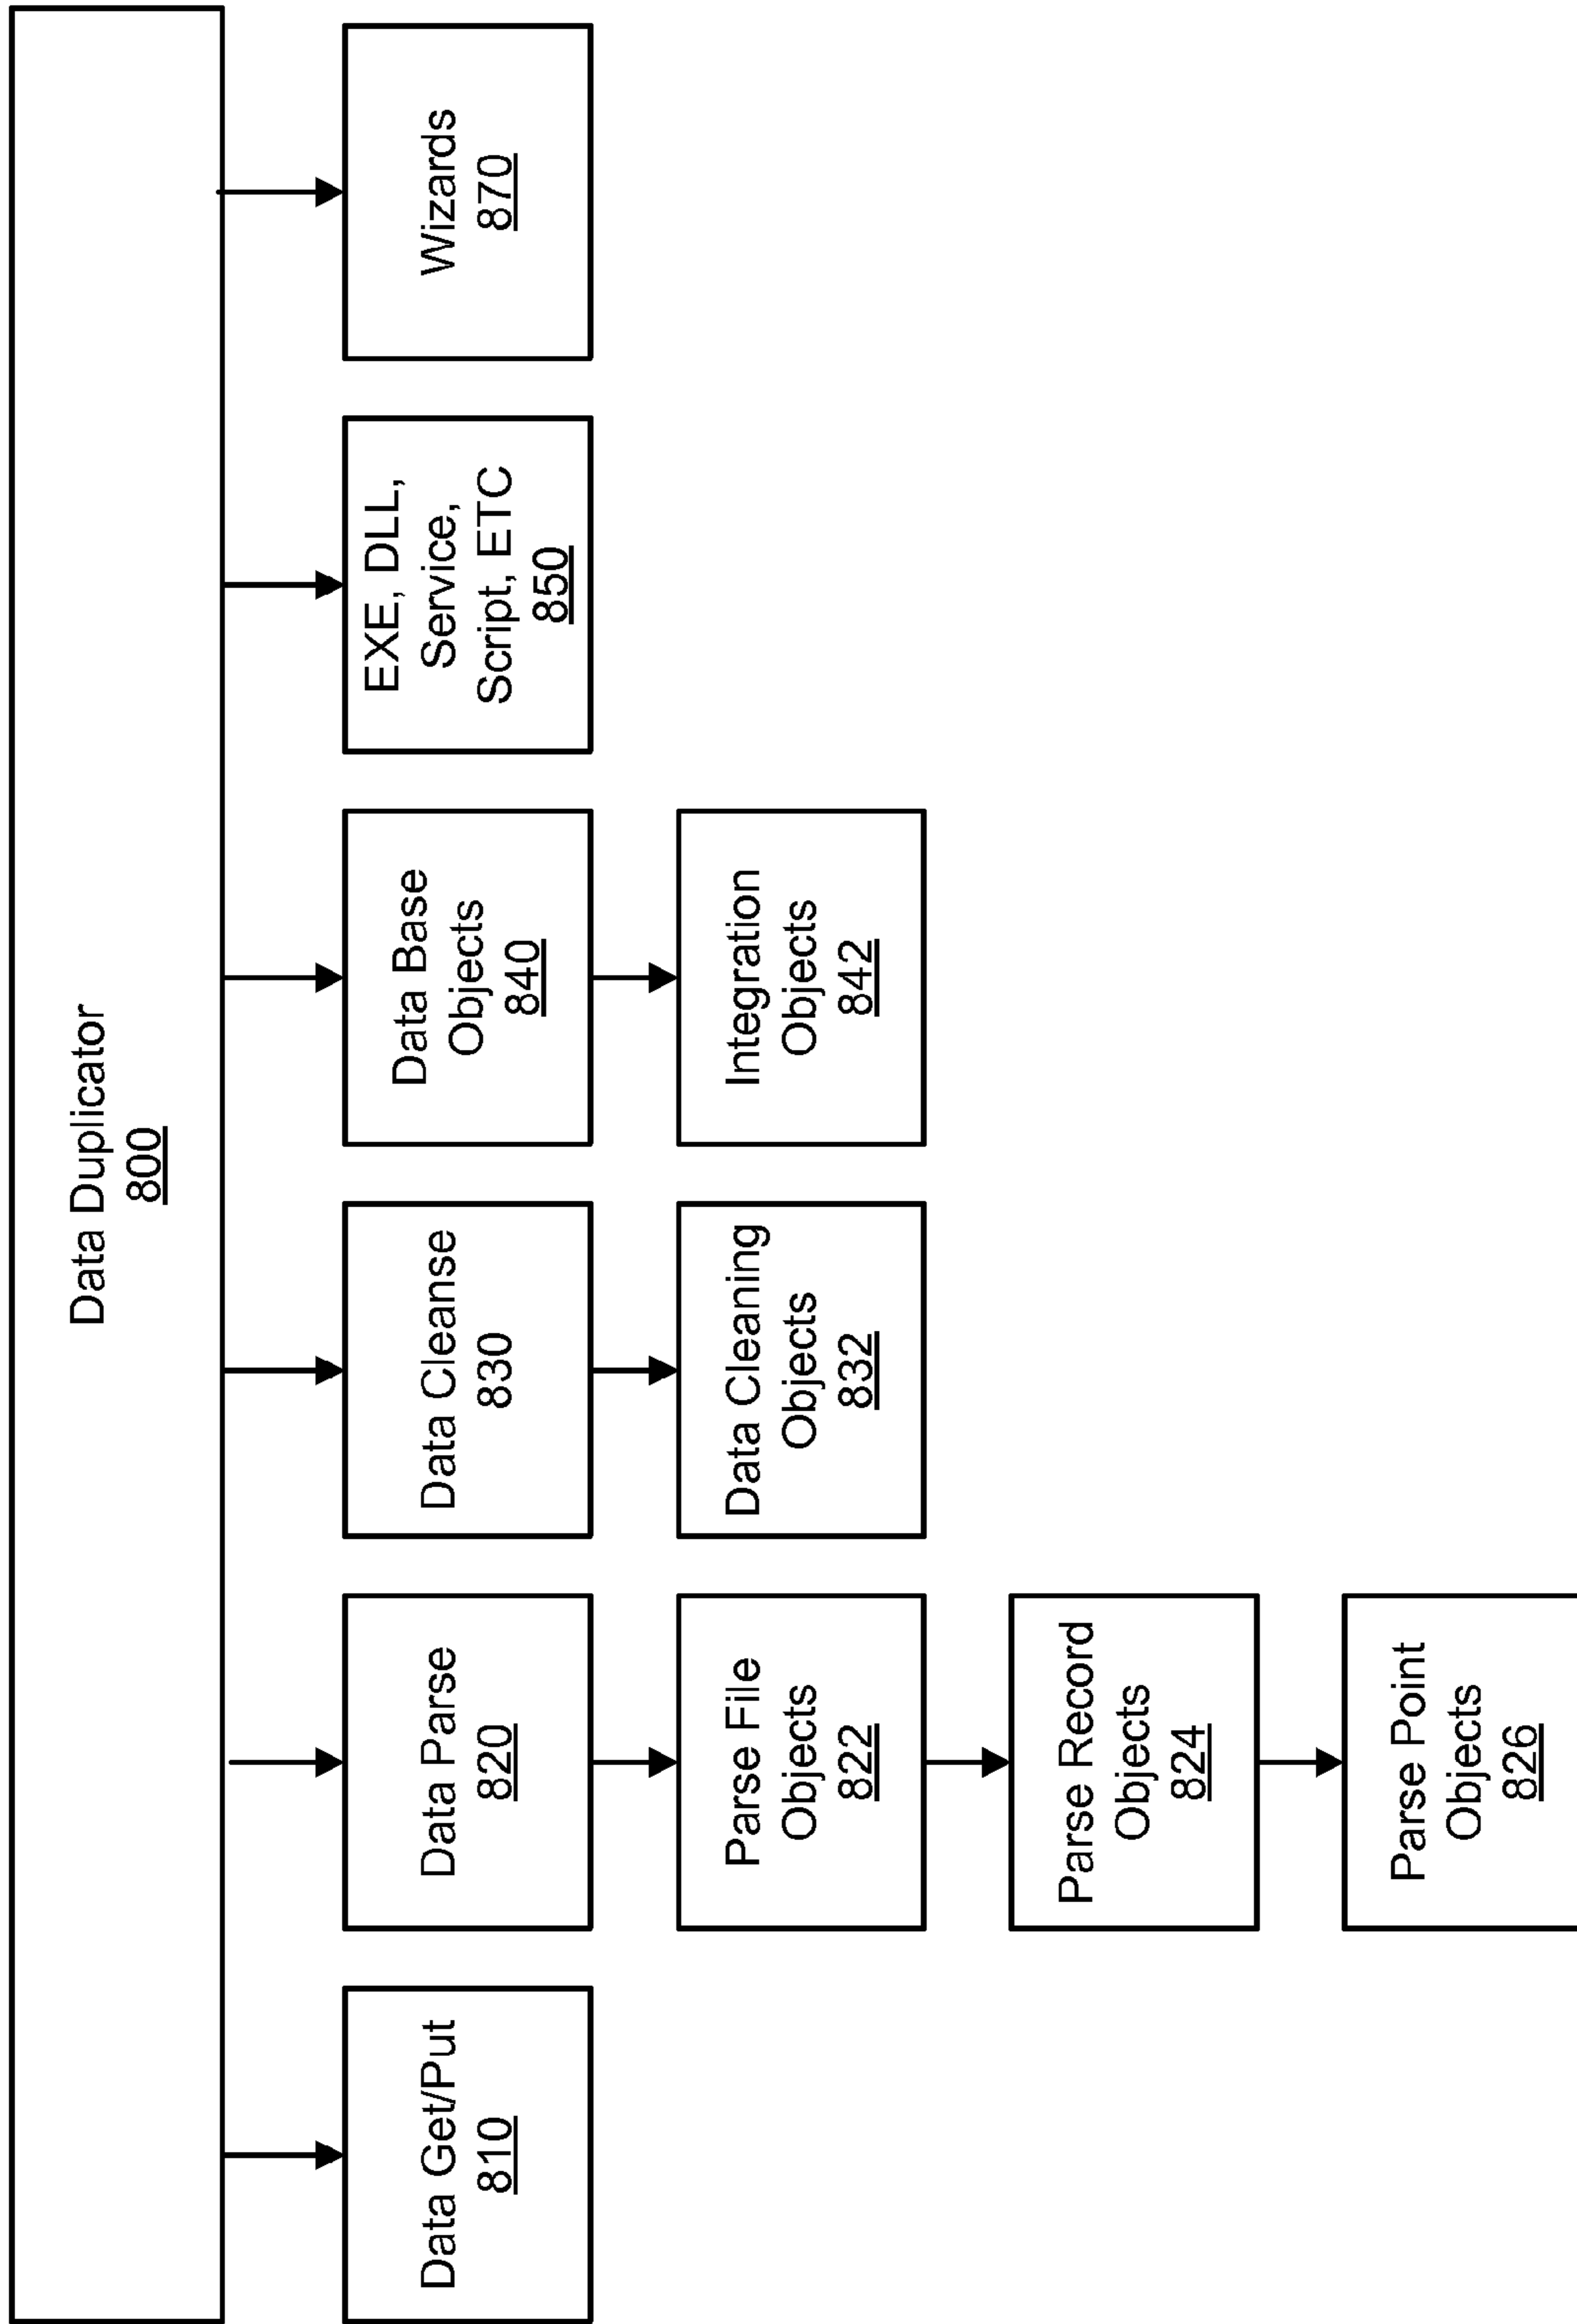 Data Duplicator
800
Data Get/Put
810
Data Parse
820
Data Cleanse
830
Data Base
Objects
840
EXE, DLL,
Service,
Script, ETC
850
Wizards
870
Parse File
Objects
822
Data Cleaning
Objects
832
Integration
Objects
842
Parse Record
Objects
824
Parse Point
Objects
826